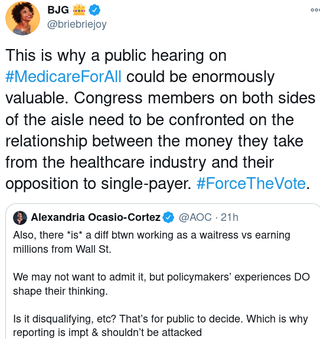 BJG 👑
@briebriejoy
This is why a public hearing on
#MedicareForAll could be enormously
valuable. Congress members on both sides
of the aisle need to be confronted on the
relationship between the money they take
from the healthcare industry and their
opposition to single-payer. #ForceTheVote.
Alexandria Ocasio-Cortez @AOC · 21h
Also, there *is* a diff btwn working as a waitress vs earning
millions from Wall St.
We may not want to admit it, but policymakers' experiences DO
shape their thinking.
Is it disqualifying, etc? That's for public to decide. Which is why
reporting is impt & shouldn't be attacked